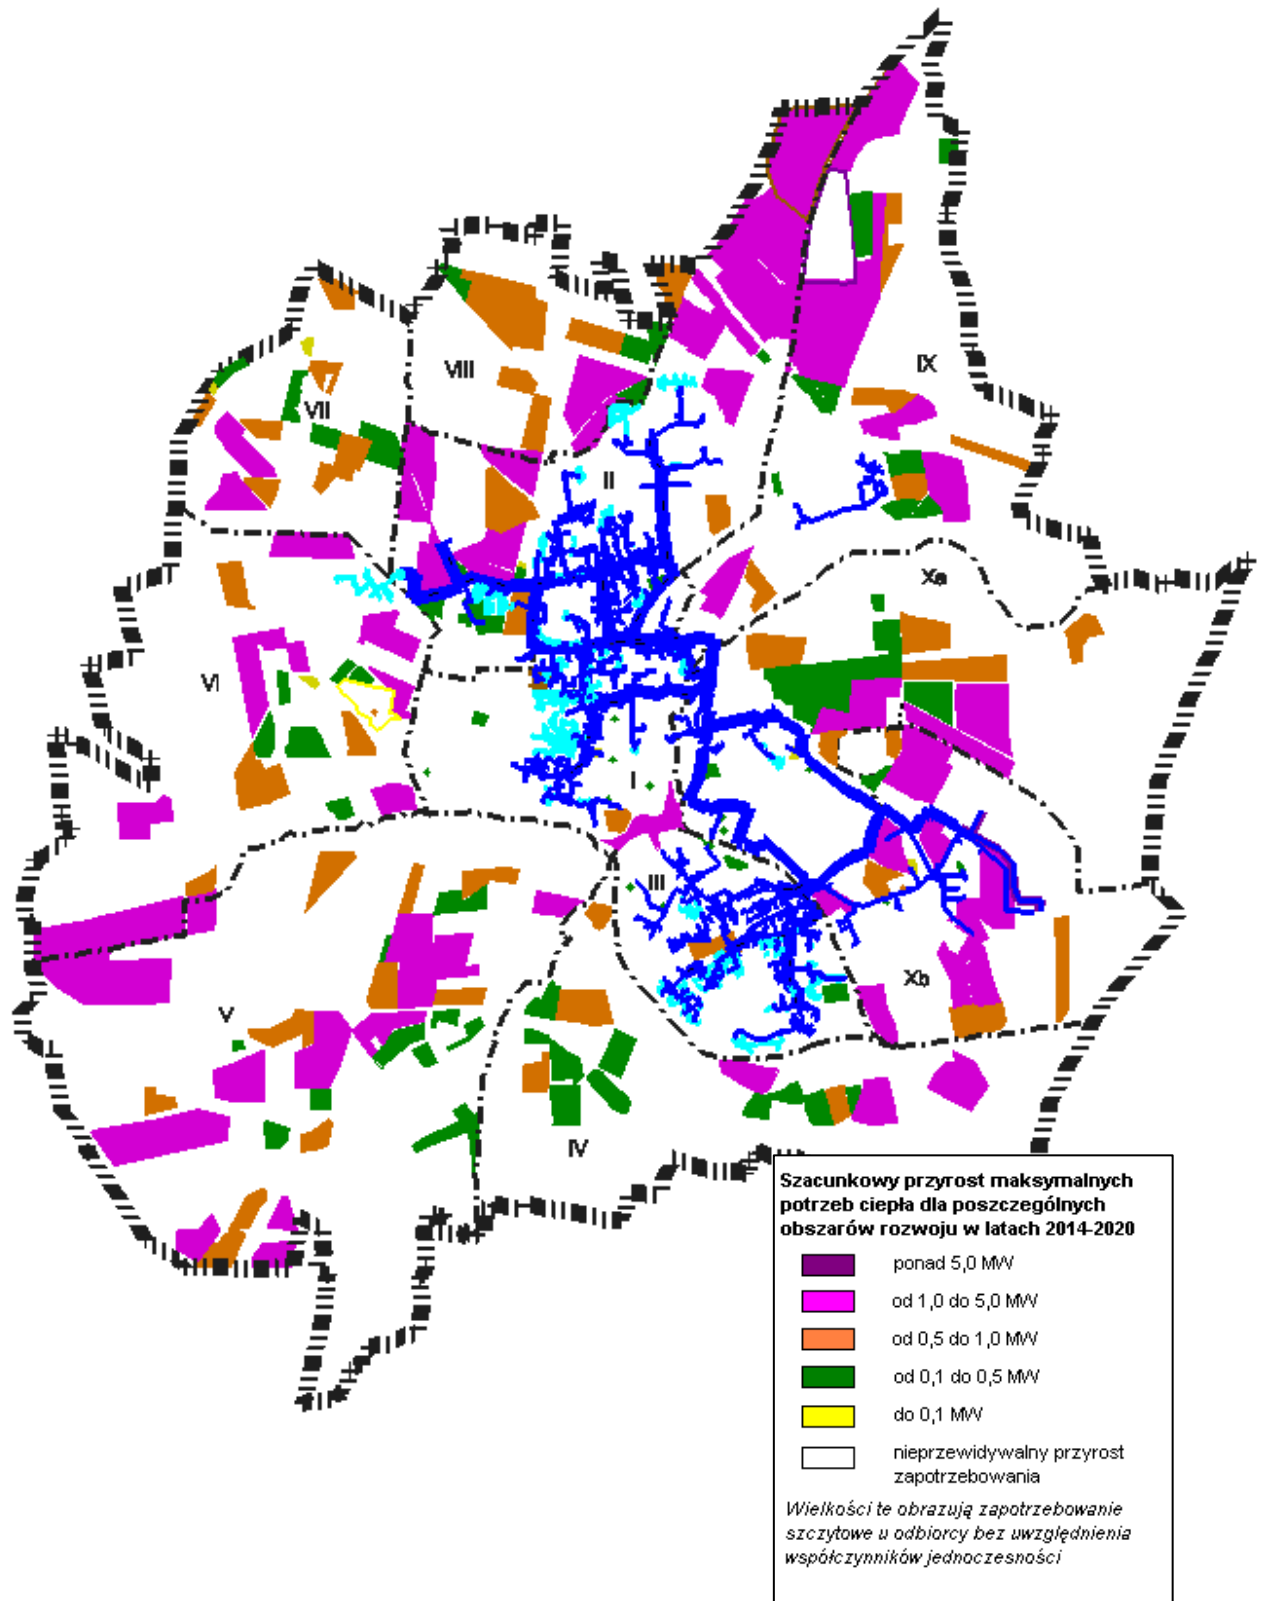 IX
VIII
VII
II
Xa
VI
I
III
Xb
V
IV
Szacunkowy przyrost maksymalnych
potrzeb ciepła dla poszczególnych
obszarów rozwoju w latach 2014-2020
ponad 5,0 MW
od 1,0 do 5,0 MW
od 0,5 do 1,0 MW
od 0,1 do 0,5 MW
do 0,1 MW
nieprzewidywalny przyrost
zapotrzebowania
Wielkości te obrazują zapotrzebowanie
szczytowe u odbiorcy bez uwzględnienia
współczynników jednoczesności